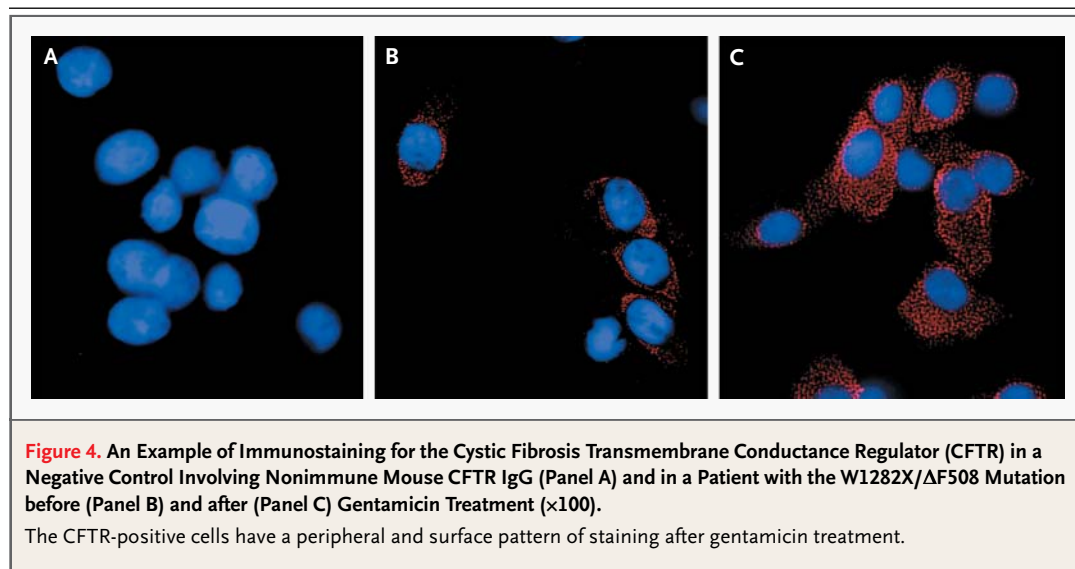 A
B
C
Figure 4. An Example of Immunostaining for the Cystic Fibrosis Transmembrane Conductance Regulator (CFTR) in a
Negative Control Involving Nonimmune Mouse CFTR IgG (Panel A) and in a Patient with the W1282X/ΔF508 Mutation
before (Panel B) and after (Panel C) Gentamicin Treatment (×100).
The CFTR-positive cells have a peripheral and surface pattern of staining after gentamicin treatment.